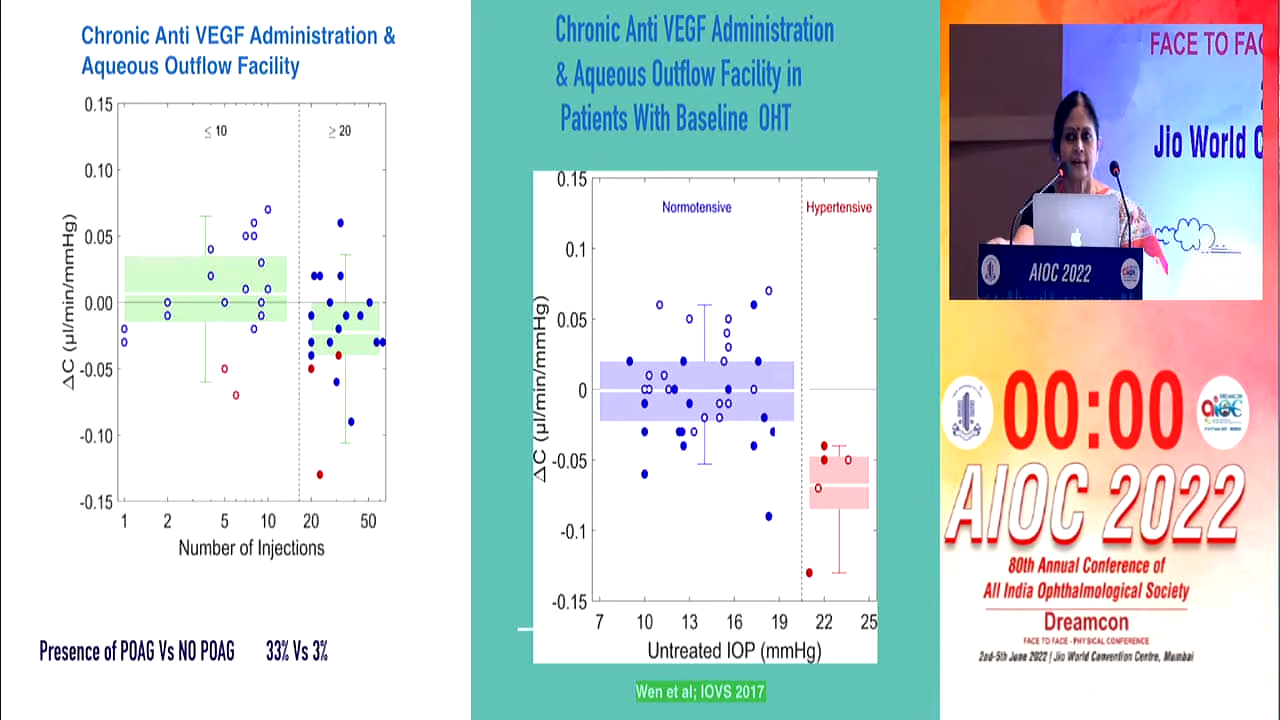 Chronic Anti VEGF Administration &
Aqueous Outflow Facility
0.15
≤ 10
≥ 20
0.10
0.05
0.00
-0.05
-0.10
-0.15
ΔC (µl/min/mmHg)
1 2 5 10 20 50
Number of Injections
Presence of POAG Vs NO POAG 33% Vs 3%
Chronic Anti VEGF Administration
& Aqueous Outflow Facility in
Patients With Baseline OHT
0.15
Normotensive
Hypertensive
0.1
0.05
0
-0.05
-0.1
-0.15
ΔC (µl/min/mmHg)
7 10 13 16 19 22 25
Untreated IOP (mmHg)
Wen et al; IOVS 2017
FACE TO FAC
Jio World C
AIOC 2022
00:00
AIOC 2022
80th Annual Conference of
All India Ophthalmological Society
Dreamcon
FACE TO FACE - PHYSICAL CONFERENCE
2nd-5th June 2022 | Jio World Convention Centre, Mumbai